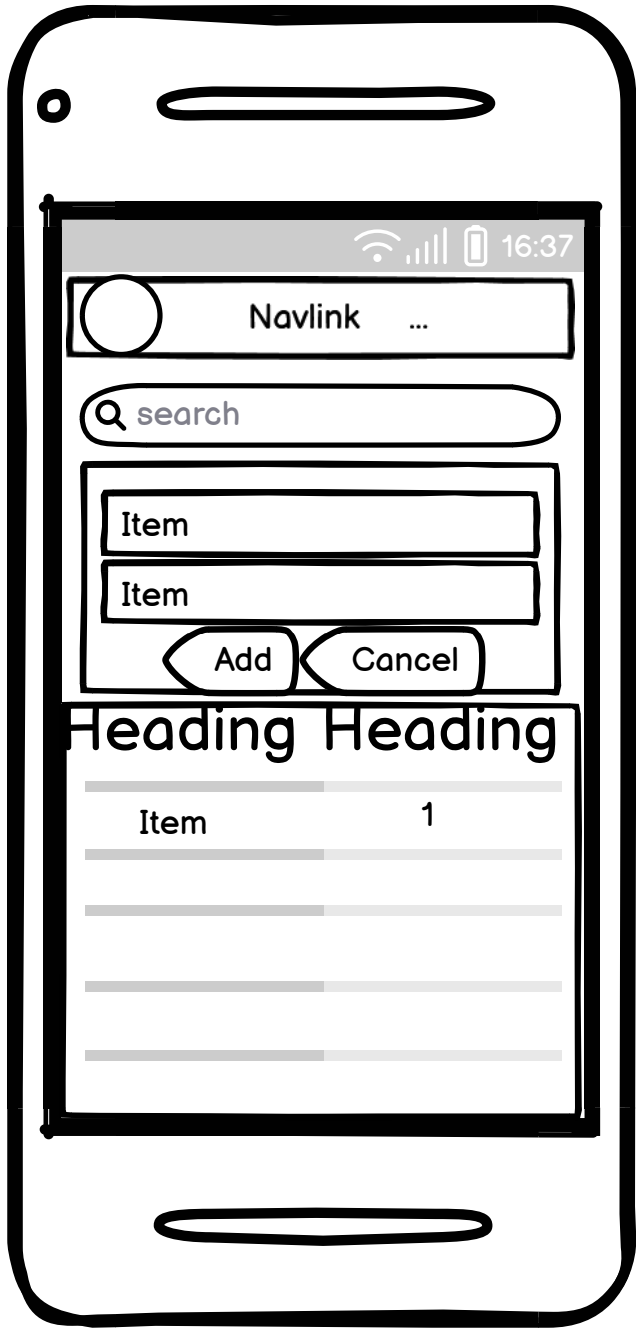 16:37
Navlink ...
search
Item
Item
Add Cancel
Heading Heading
Item 1